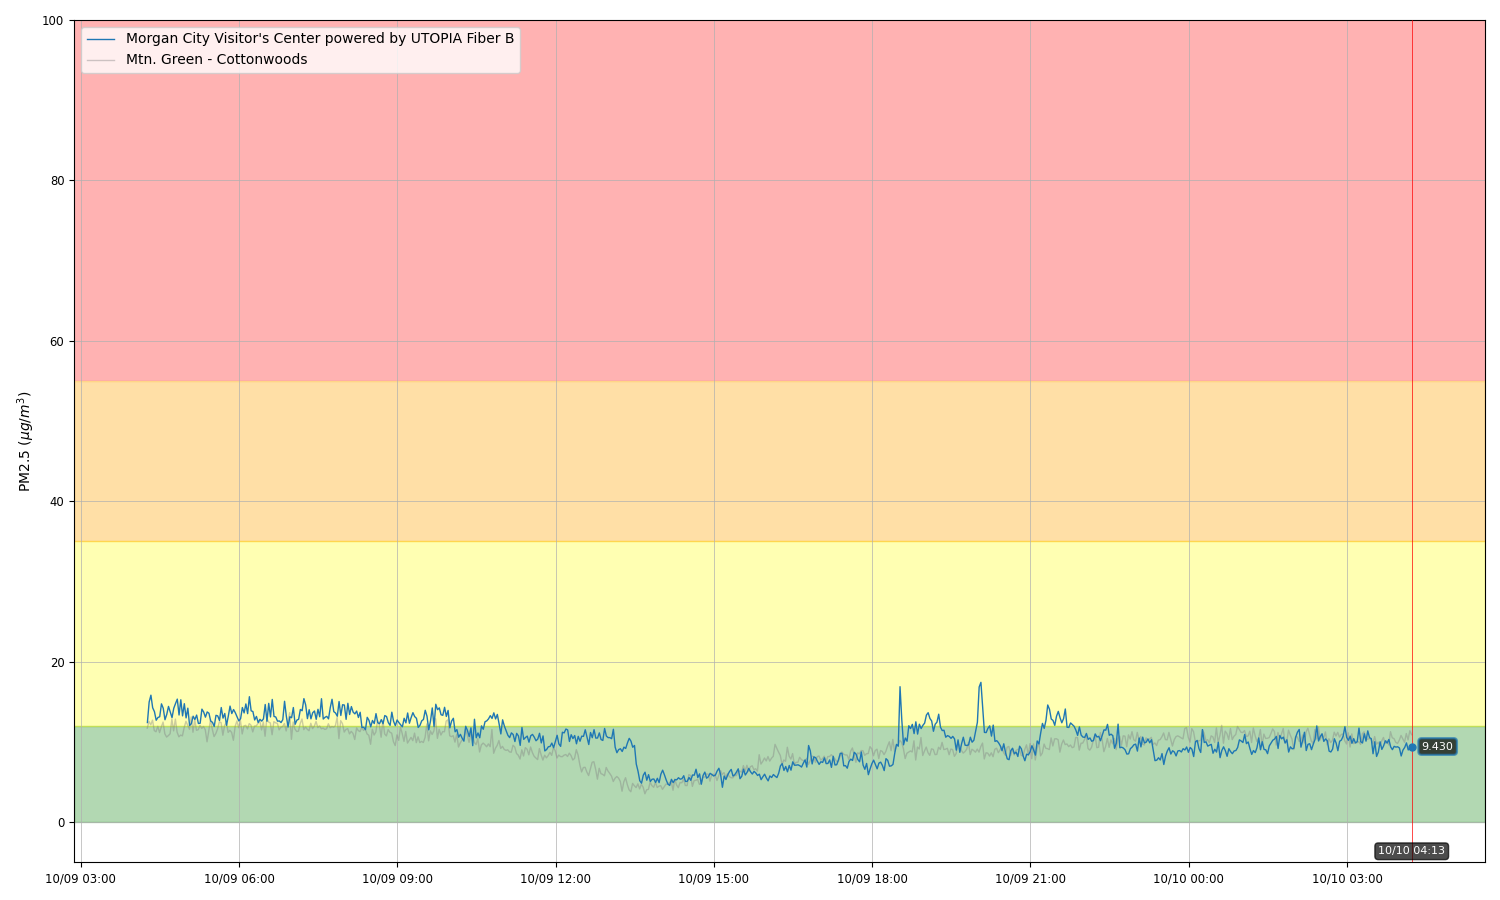 100
Morgan City Visitor's Center powered by UTOPIA Fiber B
Mtn. Green - Cottonwoods
80
60
PM2.5 (μg/m³)
40
20
9.430
0
10/10 04:13
10/09 03:00 10/09 06:00 10/09 09:00 10/09 12:00 10/09 15:00 10/09 18:00 10/09 21:00 10/10 00:00 10/10 03:00